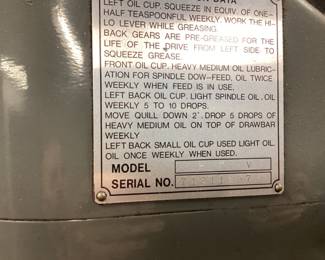 DATA
LEFT OIL CUP. SQUEEZE IN EQUIV. OF ONE-
HALF TEASPOONFUL WEEKLY. WORK THE HI-
LO LEVER WHILE GREASING.
BACK GEARS ARE PRE-GREASED FOR THE
LIFE OF THE DRIVE FROM LEFT SIDE TO
SQUEEZE GREASE.
FRONT OIL CUP. HEAVY MEDIUM OIL LUBRIC-
ATION FOR SPINDLE DOW-FEED. OIL TWICE
WEEKLY WHEN FEED IS IN USE.
LEFT BACK OIL CUP. LIGHT SPINDLE OIL. OIL
WEEKLY 5 TO 10 DROPS.
MOVE QUILL DOWN 2". DROP 5 DROPS OF
HEAVY MEDIUM OIL ON TOP OF DRAWBAR
WEEKLY
LEFT BACK SMALL OIL CUP USED LIGHT OIL.
OIL ONCE WEEKLY WHEN USED.
MODEL
SERIAL NO.